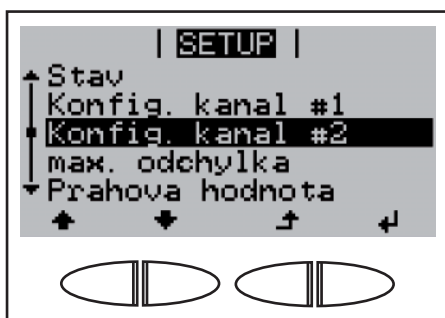 | SETUP |
Stav
Konfig. kanal #1
Konfig. kanal #2
max. odchylka
Prahova hodnota